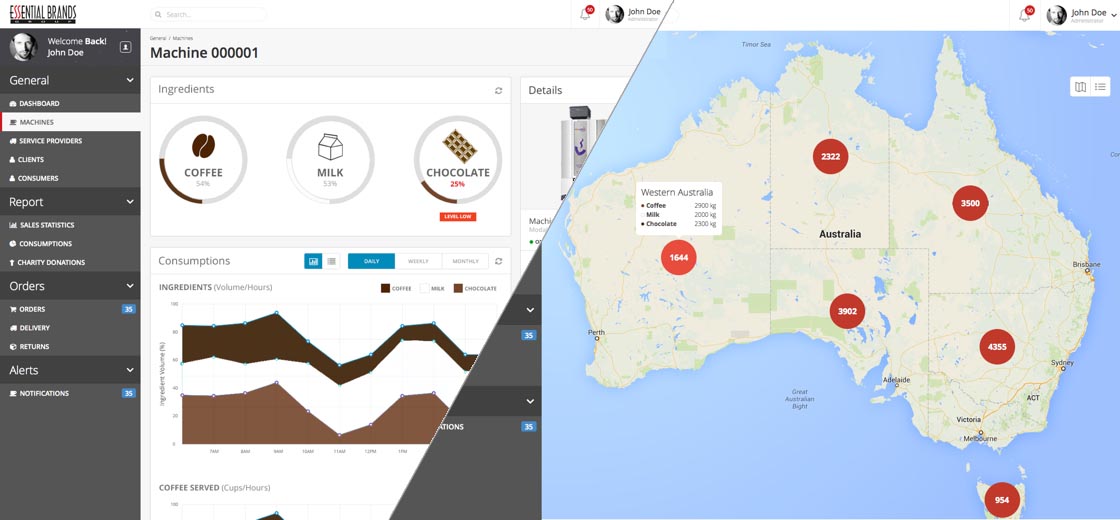 ESSENTIAL BRANDS
GROUP
Search...
50
John Doe
Administrator
50
John Doe
Administrator
Welcome Back!
John Doe
General / Machines
Machine 000001
General
DASHBOARD
MACHINES
SERVICE PROVIDERS
CLIENTS
CONSUMERS
Report
SALES STATISTICS
CONSUMPTIONS
CHARITY DONATIONS
Orders
ORDERS 35
DELIVERY
RETURNS
Alerts
NOTIFICATIONS 35
Ingredients
COFFEE
54%
MILK
53%
CHOCOLATE
25%
LEVEL LOW
Details
Machi
Consumptions
DAILY WEEKLY MONTHLY
INGREDIENTS (Volume/Hours)
COFFEE MILK CHOCOLATE
Ingredient Volume (%)
100
80
60
40
20
0
7AM 8AM 9AM 10AM 11AM 12PM 1PM
COFFEE SERVED (Cups/Hours)
100
80
35
ATIONS 35
Timor Sea
2322
3500
Western Australia
Coffee 2900 kg
Milk 2000 kg
Chocolate 2300 kg
Australia
1644
Brisbane
3902
Perth
4355
Sydney
Adelaide
Great
Australian
Bight
ACT
Victoria
Melbourne
954
Co